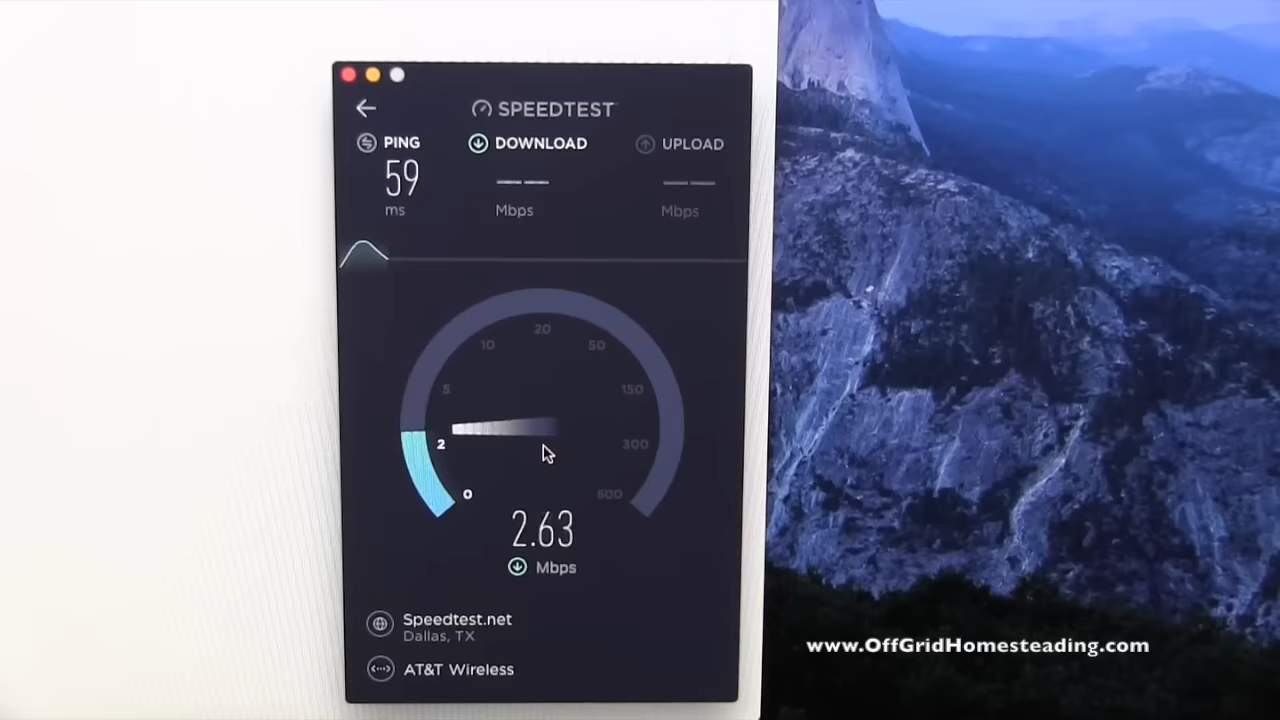 SPEEDTEST
PING
DOWNLOAD
UPLOAD
59
ms
Mbps
Mbps
20
10
50
5
150
2
300
0
500
2.63
Mbps
Speedtest.net
Dallas, TX
AT&T Wireless
www.OffGridHomesteading.com